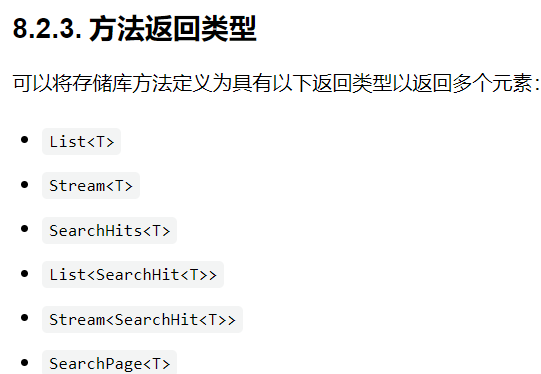 8.2.3. 方法返回类型
可以将存储库方法定义为具有以下返回类型以返回多个元素：
List<T>
Stream<T>
SearchHits<T>
List<SearchHit<T>>
Stream<SearchHit<T>>
SearchPage<T>